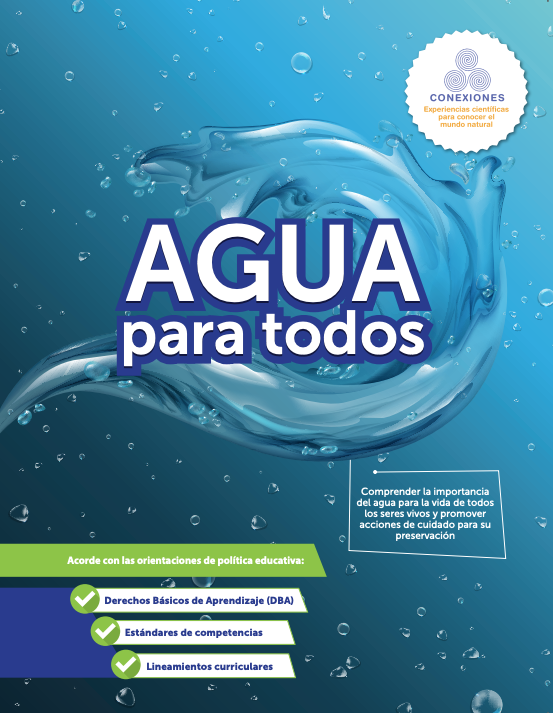 CONEXIONES
Experiencias científicas
para conocer el
mundo natural
AGUA
para todos
Comprender la importancia
del agua para la vida de todos
los seres vivos y promover
acciones de cuidado para su
preservación
Acorde con las orientaciones de política educativa:
Derechos Básicos de Aprendizaje (DBA)
Estándares de competencias
Lineamientos curriculares